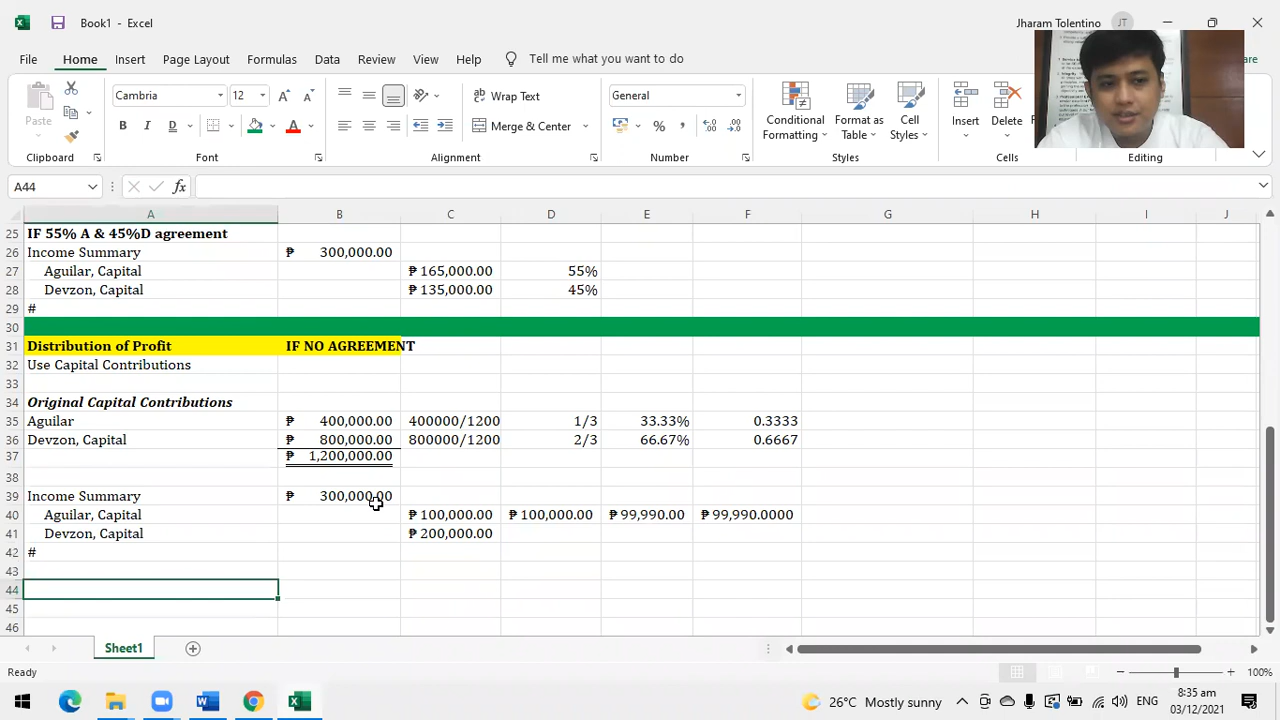 Book1 - Excel
Jharam Tolentino JT
File Home Insert Page Layout Formulas Data Review View Help Tell me what you want to do
Cambria 12 Wrap Text General
Paste B I U A Merge & Center % , Conditional Formatting Format as Table Cell Styles Insert Delete
Clipboard Font Alignment Number Styles Cells Editing
A44 fx
A B C D E F G H I J
25 IF 55% A & 45%D agreement
26 Income Summary ₱ 300,000.00
27 Aguilar, Capital ₱ 165,000.00 55%
28 Devzon, Capital ₱ 135,000.00 45%
29 #
30
31 Distribution of Profit IF NO AGREEMENT
32 Use Capital Contributions
33
34 Original Capital Contributions
35 Aguilar ₱ 400,000.00 400000/1200 1/3 33.33% 0.3333
36 Devzon, Capital ₱ 800,000.00 800000/1200 2/3 66.67% 0.6667
37 ₱ 1,200,000.00
38
39 Income Summary ₱ 300,000.00
40 Aguilar, Capital ₱ 100,000.00 ₱ 100,000.00 ₱ 99,990.00 ₱ 99,990.0000
41 Devzon, Capital ₱ 200,000.00
42 #
43
44
45
46
Sheet1
Ready 100%
26°C Mostly sunny ENG 8:35 am
03/12/2021